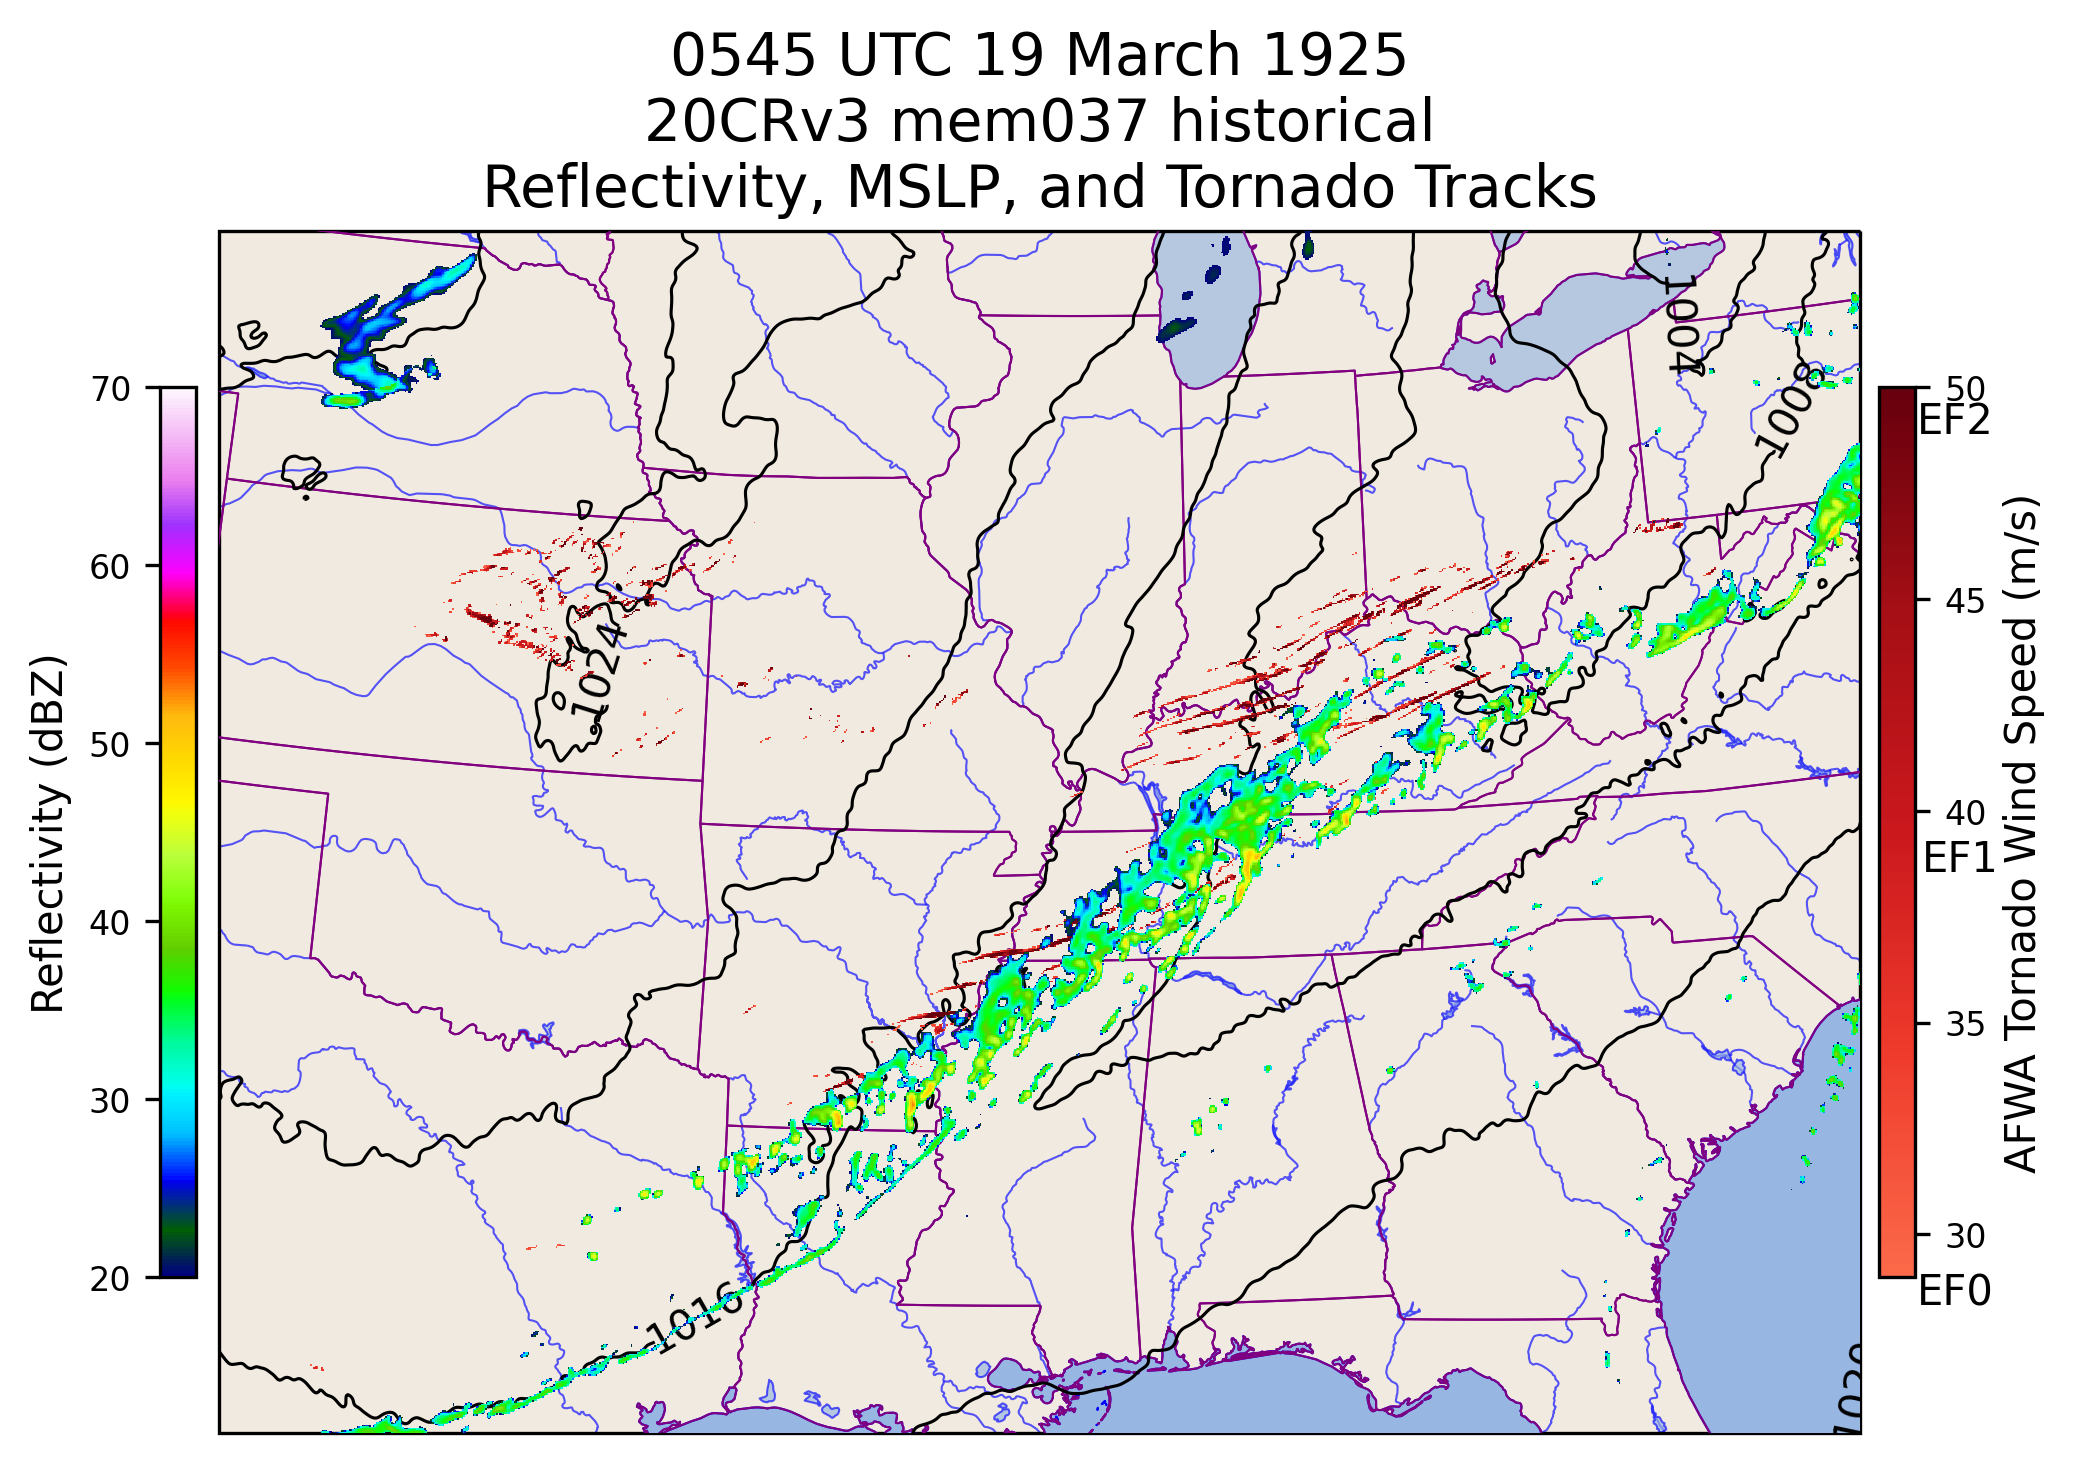 0545 UTC 19 March 1925
20CRv3 mem037 historical
Reflectivity, MSLP, and Tornado Tracks
Reflectivity (dBZ)
70
60
50
40
30
20
1004
1008
1024
1016
1020
50
EF2
45
40
EF1
35
30
EF0
AFWA Tornado Wind Speed (m/s)